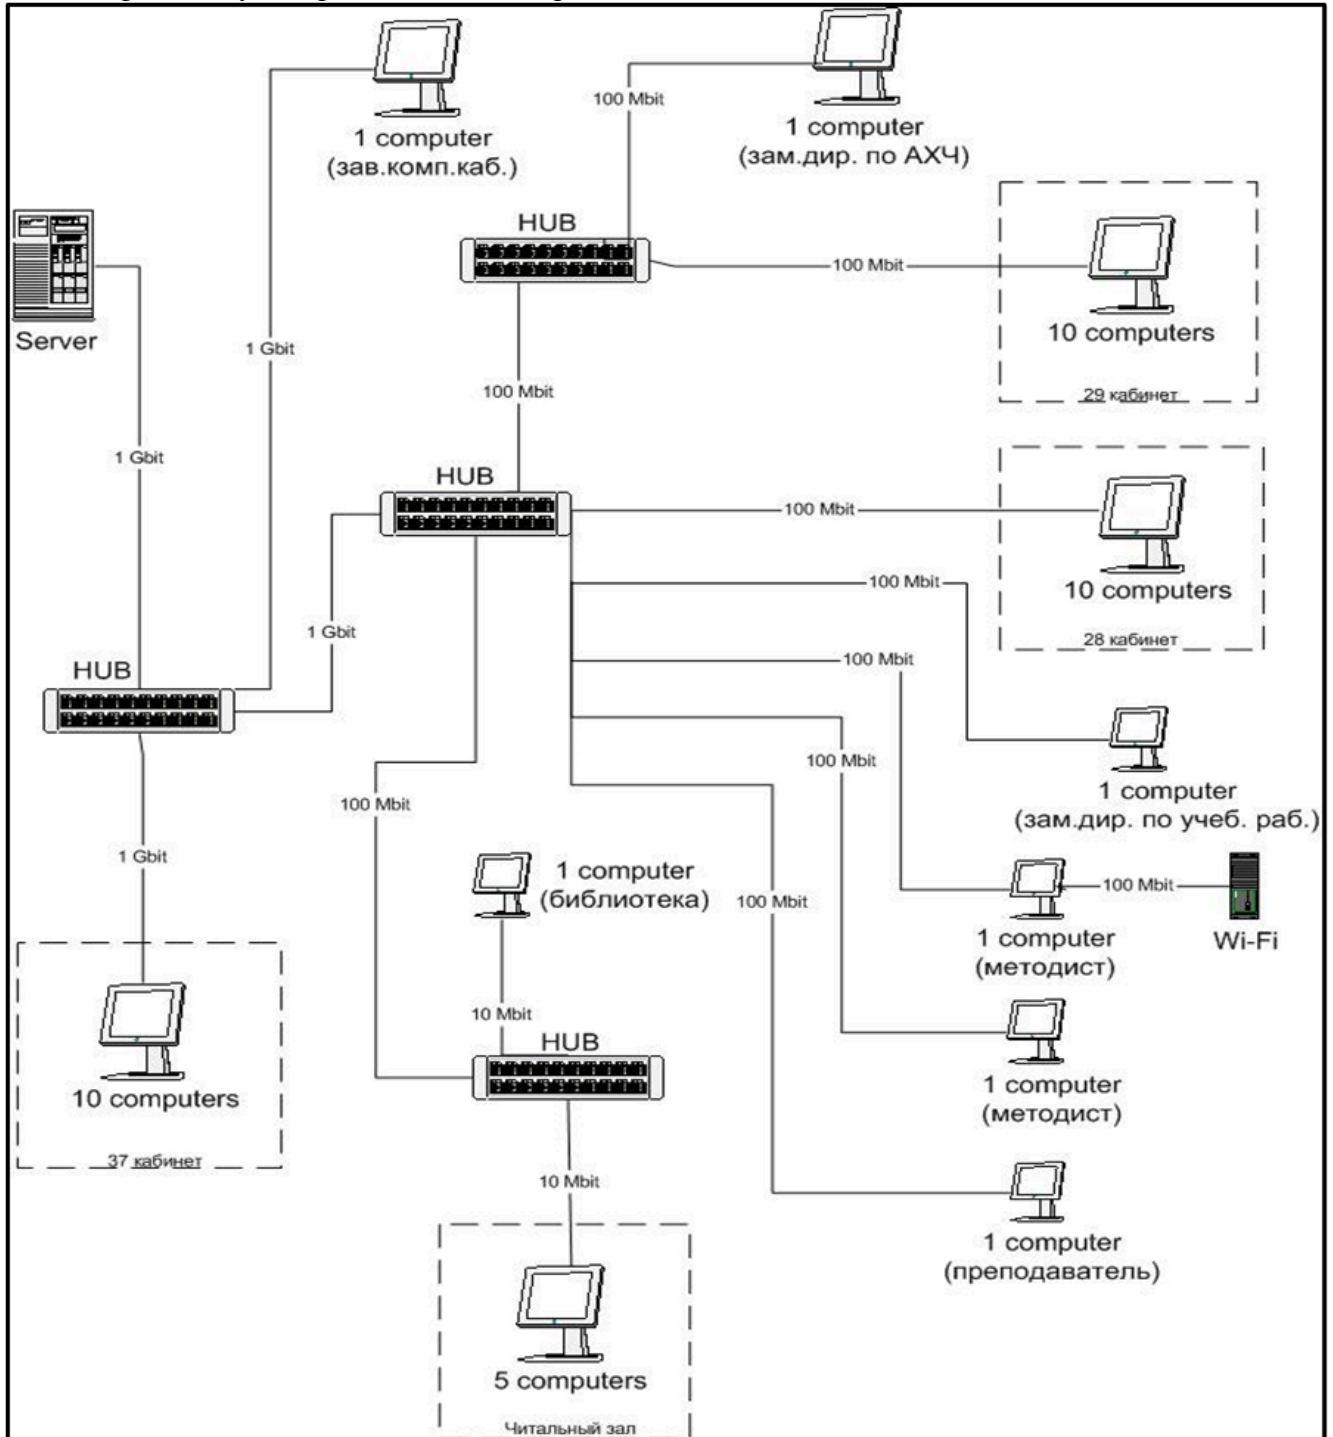 1 computer
(зав.комп.каб.)
100 Mbit
1 computer
(зам.дир. по АХЧ)
HUB
100 Mbit
10 computers
29 кабинет
Server
1 Gbit
100 Mbit
1 Gbit
HUB
100 Mbit
10 computers
28 кабинет
100 Mbit
1 Gbit
100 Mbit
HUB
1 computer
(зам.дир. по учеб. раб.)
100 Mbit
100 Mbit
1 Gbit
1 computer
(библиотека)
100 Mbit
100 Mbit
1 computer
(методист)
Wi-Fi
10 Mbit
HUB
10 computers
37 кабинет
1 computer
(методист)
10 Mbit
1 computer
(преподаватель)
5 computers
Читальный зал